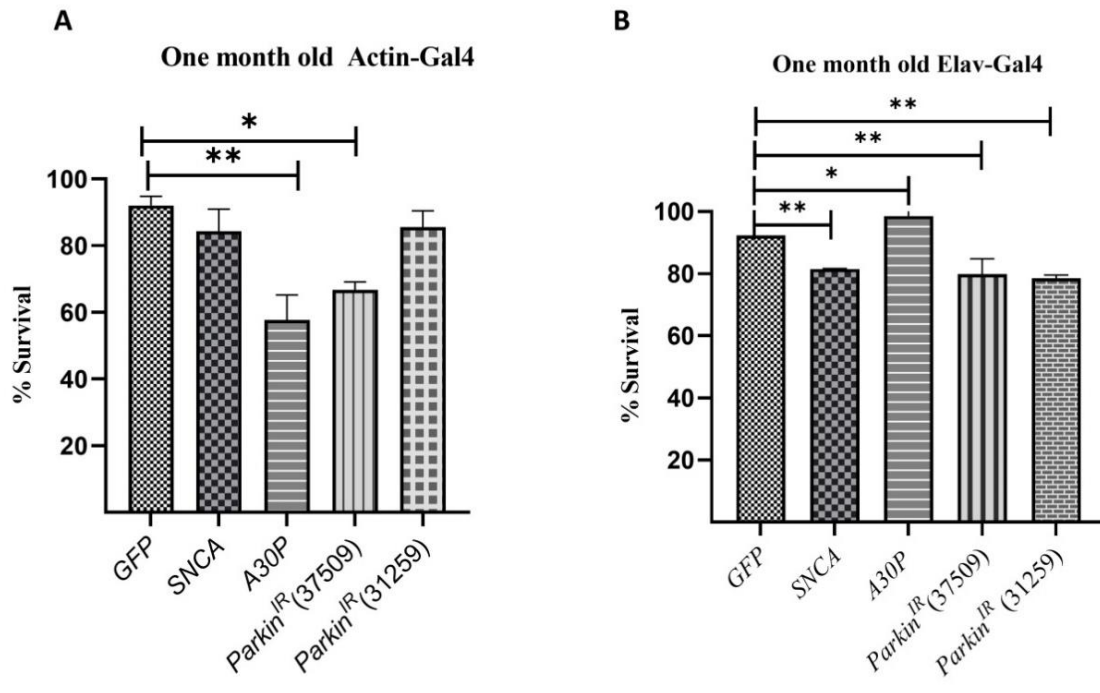 A
One month old Actin-Gal4
*
**
100
80
60
40
20
% Survival
GFP
SNCA
A30P
Parkin^IR (37509)
Parkin^IR (31259)
B
One month old Elav-Gal4
**
**
*
**
100
80
60
40
20
% Survival
GFP
SNCA
A30P
Parkin^IR (37509)
Parkin^IR (31259)